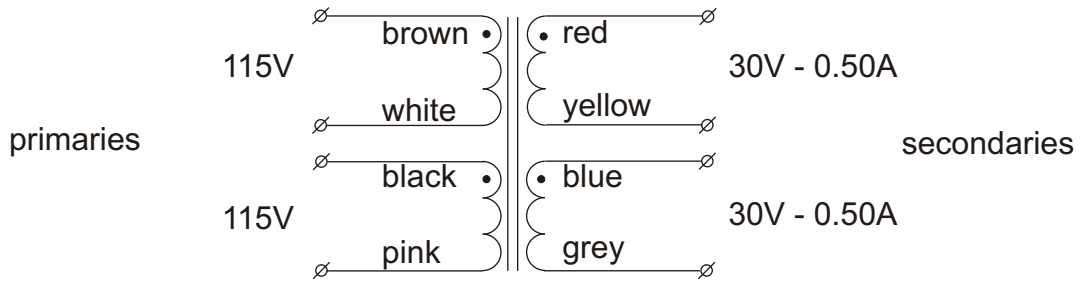 brown
red
115V
30V - 0.50A
white
yellow
primaries
secondaries
black
blue
115V
30V - 0.50A
pink
grey